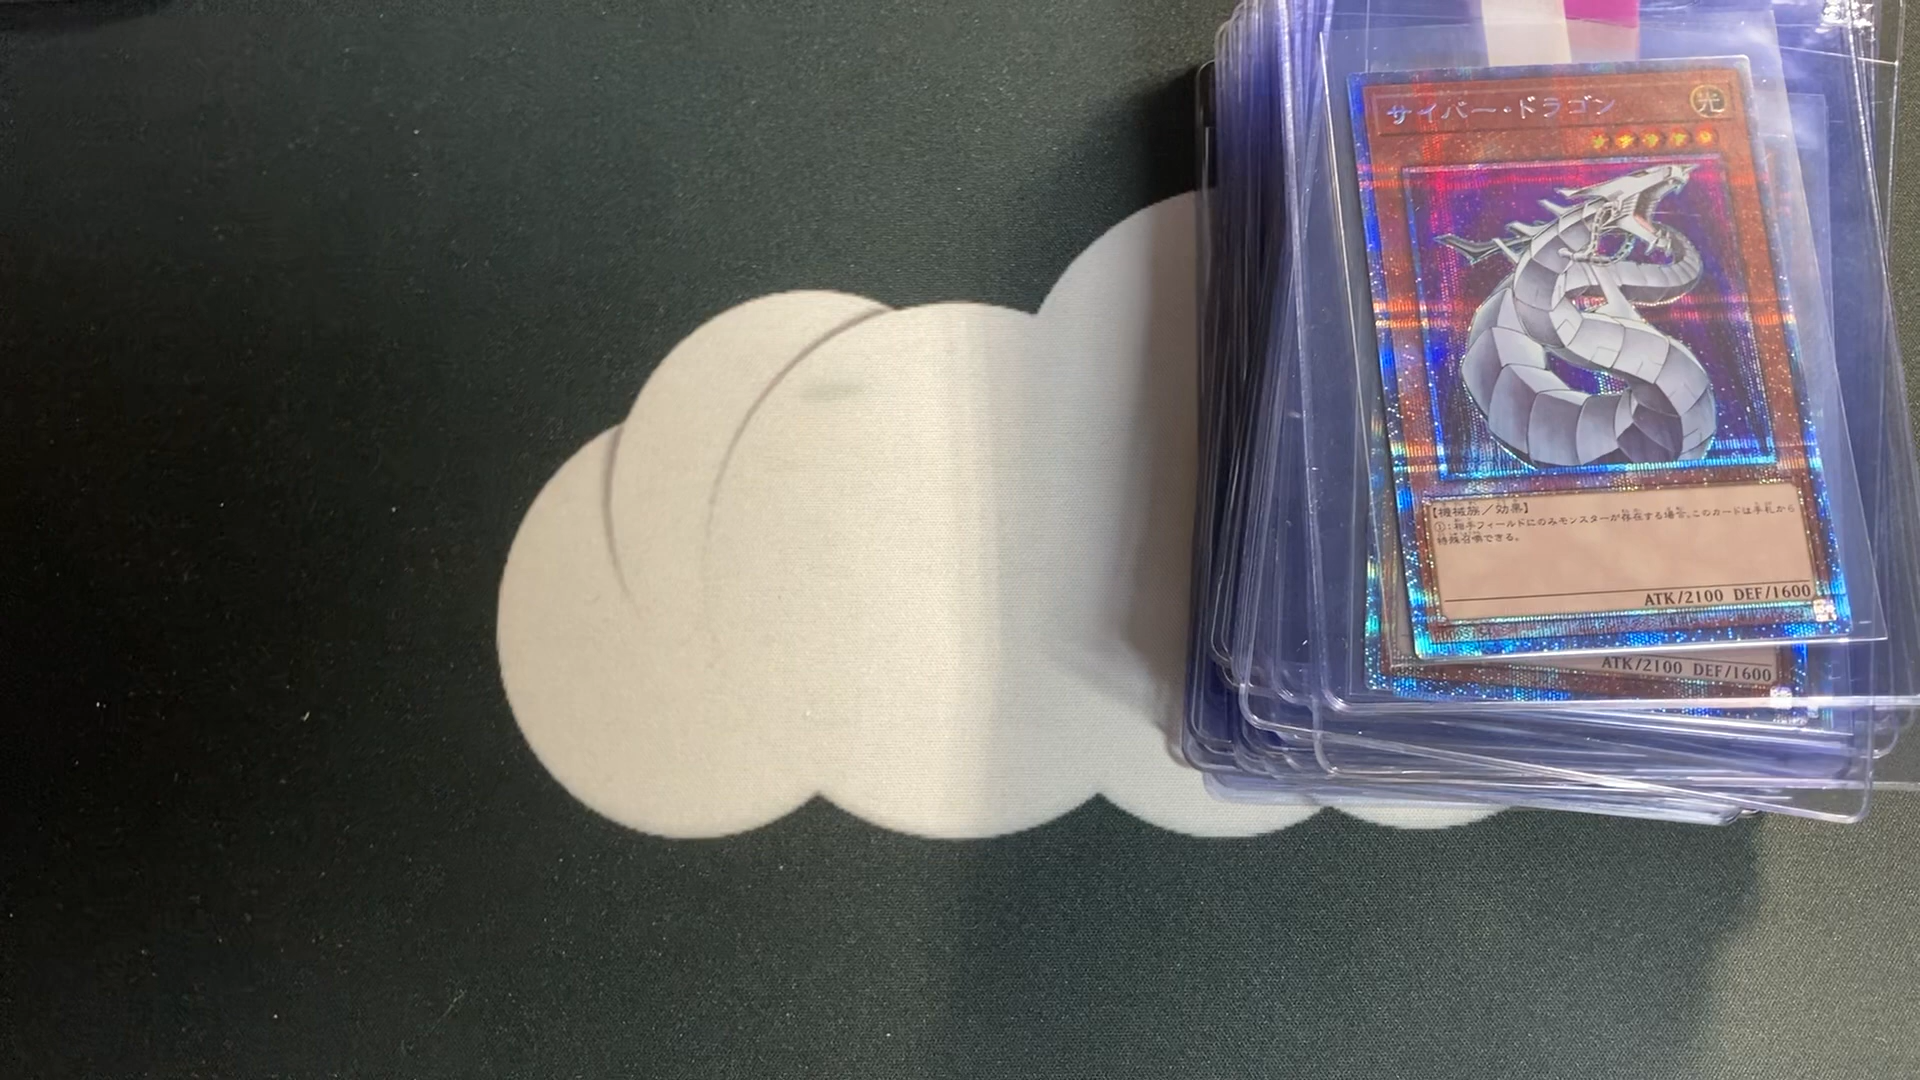 サイバー・ドラゴン
光
【機械族／効果】
①：相手フィールドにのみモンスターが存在する場合、このカードは手札から
特殊召喚できる。
ATK/2100 DEF/1600
ATK/2100 DEF/1600